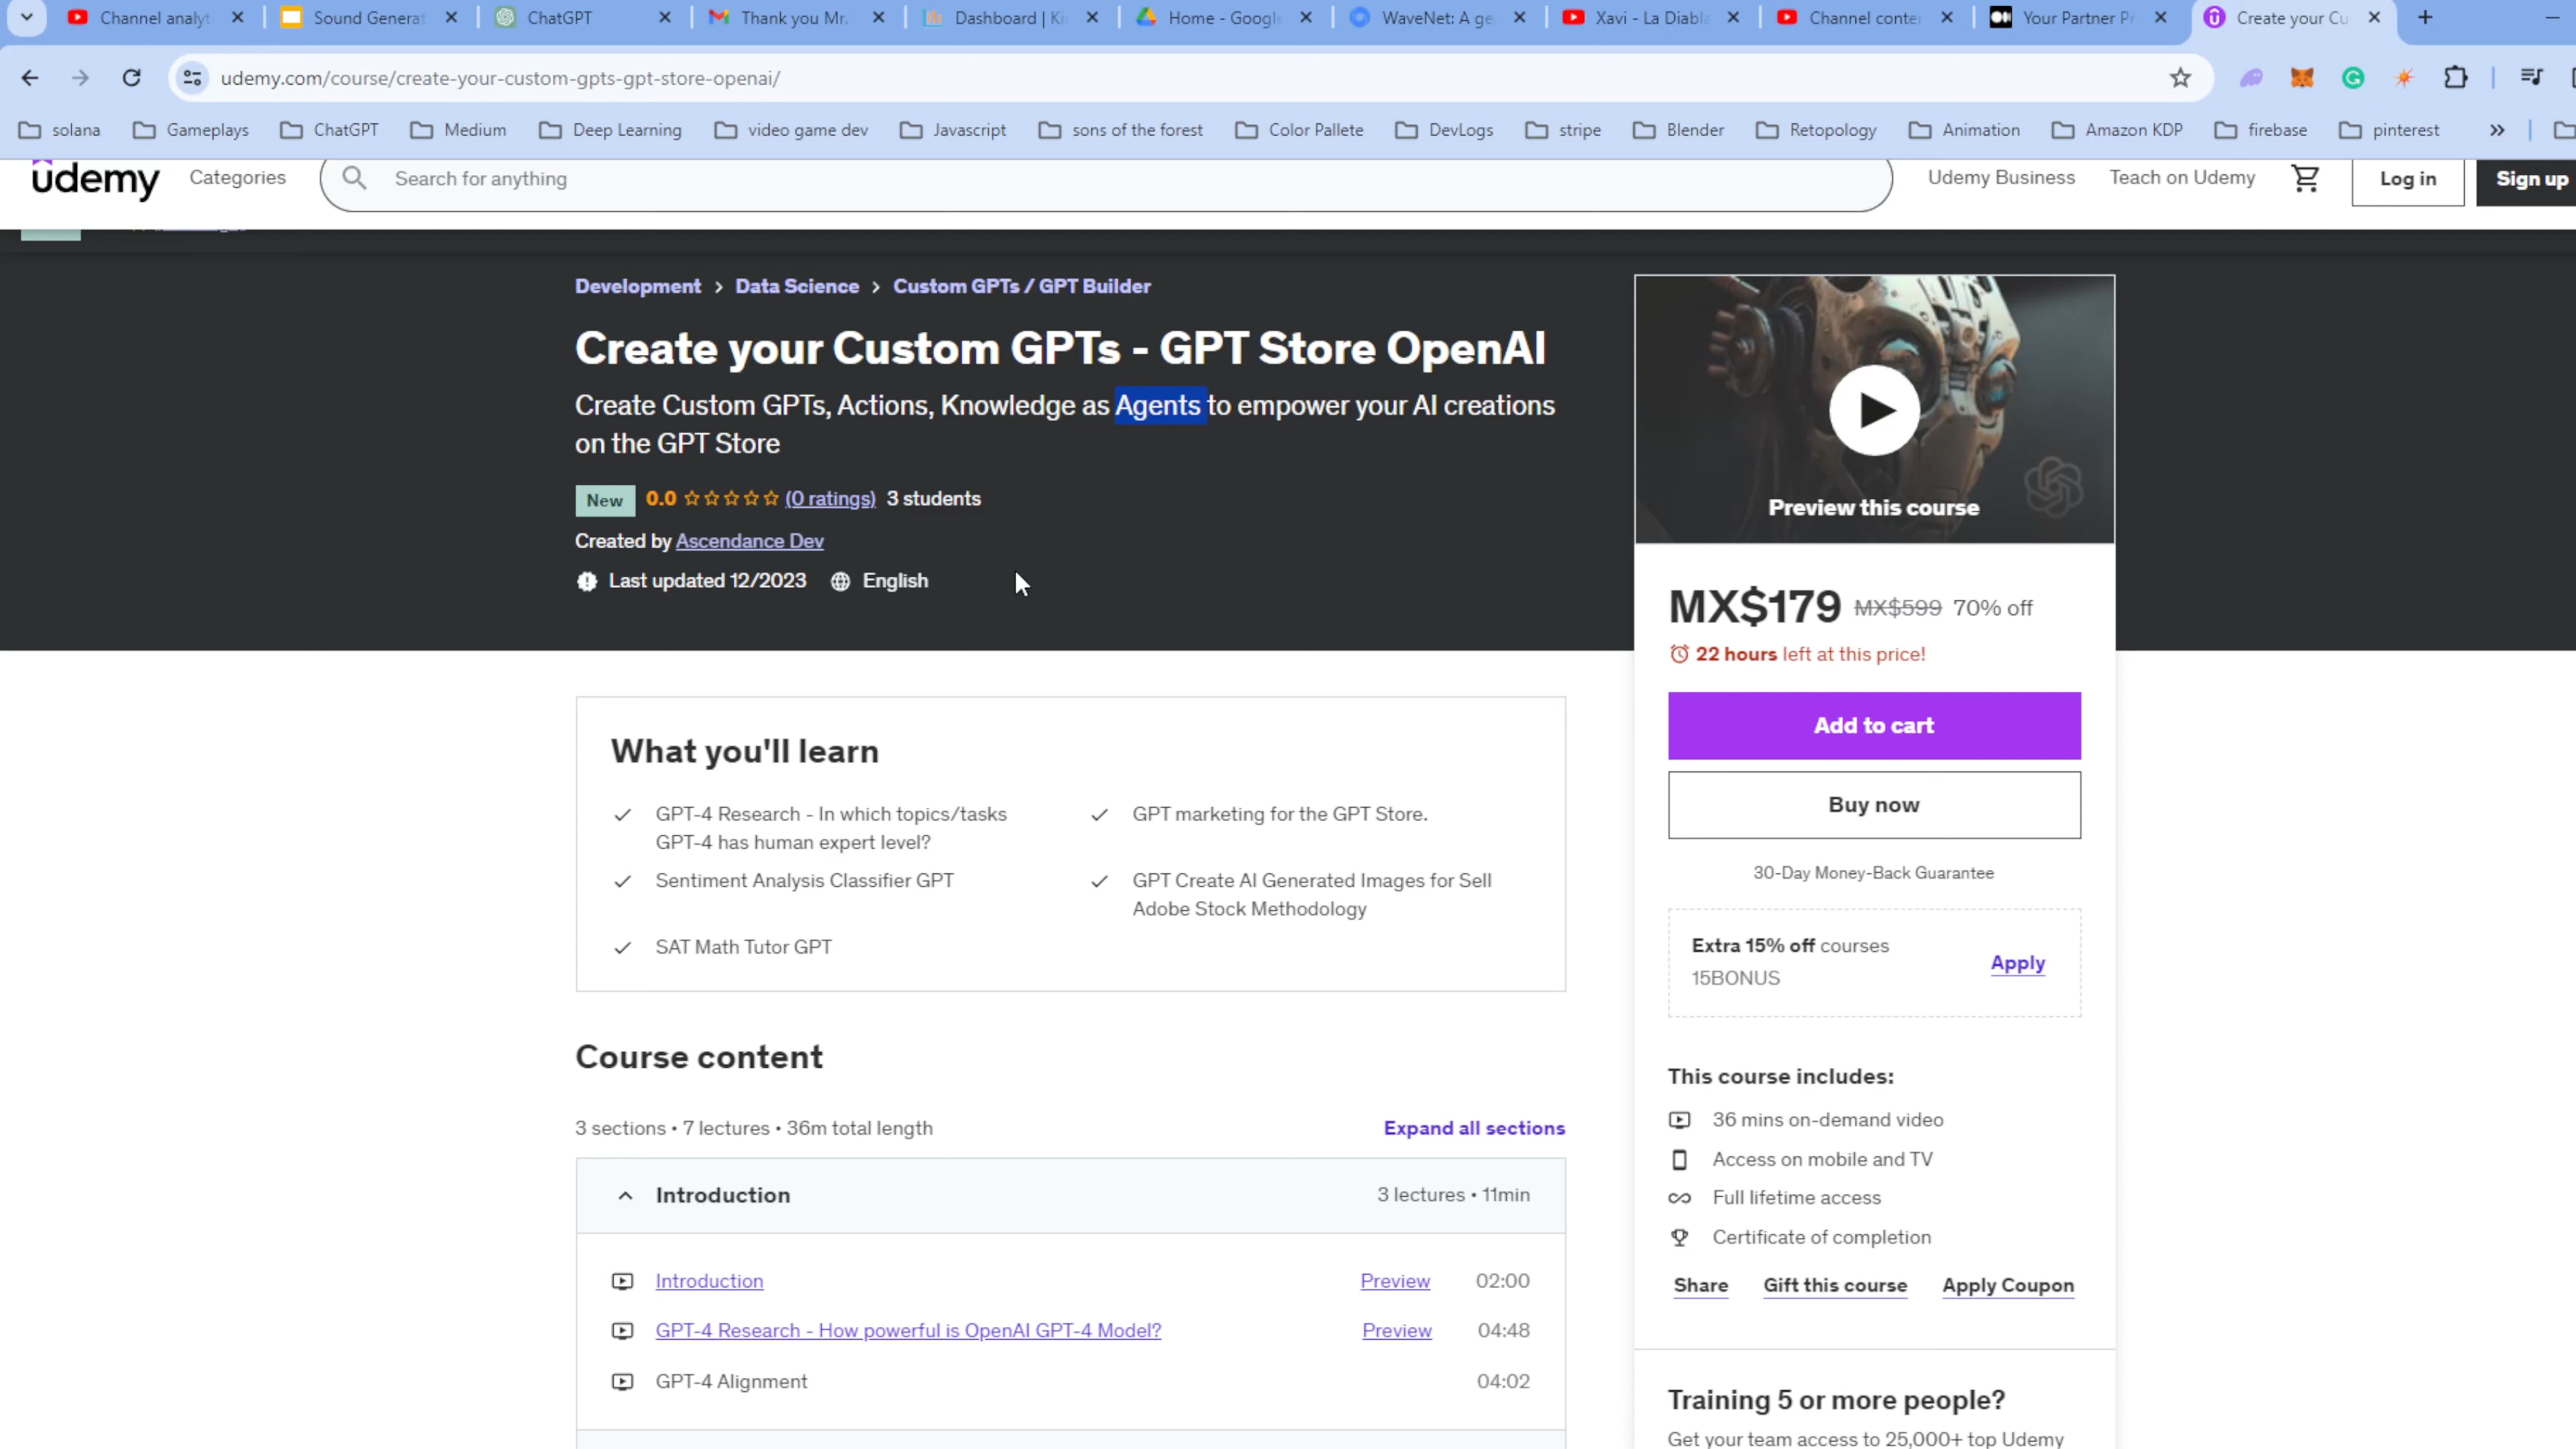 Channel analyt
Sound Generat
ChatGPT
Thank you Mr.
Dashboard | Ki
Home - Google
WaveNet: A ge
Xavi - La Diabla
Channel conte
Your Partner Pr
Create your Cu
udemy.com/course/create-your-custom-gpts-gpt-store-openai/
solana
Gameplays
ChatGPT
Medium
Deep Learning
video game dev
Javascript
sons of the forest
Color Pallete
DevLogs
stripe
Blender
Retopology
Animation
Amazon KDP
firebase
pinterest
udemy
Categories
Search for anything
Udemy Business
Teach on Udemy
Log in
Sign up
Development > Data Science > Custom GPTs / GPT Builder
Create your Custom GPTs - GPT Store OpenAI
Create Custom GPTs, Actions, Knowledge as Agents to empower your AI creations
on the GPT Store
New 0.0 (0 ratings) 3 students
Created by Ascendance Dev
Last updated 12/2023 English
Preview this course
MX$179 MX$599 70% off
22 hours left at this price!
Add to cart
Buy now
30-Day Money-Back Guarantee
Extra 15% off courses
15BONUS
Apply
This course includes:
36 mins on-demand video
Access on mobile and TV
Full lifetime access
Certificate of completion
Share Gift this course Apply Coupon
Training 5 or more people?
Get your team access to 25,000+ top Udemy
What you'll learn
GPT-4 Research - In which topics/tasks
GPT-4 has human expert level?
GPT marketing for the GPT Store.
Sentiment Analysis Classifier GPT
GPT Create AI Generated Images for Sell
Adobe Stock Methodology
SAT Math Tutor GPT
Course content
3 sections • 7 lectures • 36m total length
Expand all sections
Introduction 3 lectures • 11min
Introduction Preview 02:00
GPT-4 Research - How powerful is OpenAI GPT-4 Model? Preview 04:48
GPT-4 Alignment 04:02